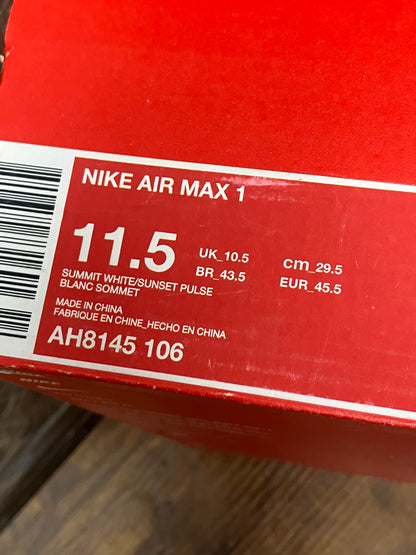 NIKE AIR MAX 1
11.5
UK_10.5
cm_29.5
BR_43.5
EUR_45.5
SUMMIT WHITE/SUNSET PULSE
BLANC SOMMET
MADE IN CHINA
FABRIQUE EN CHINE_HECHO EN CHINA
AH8145 106
NIKE